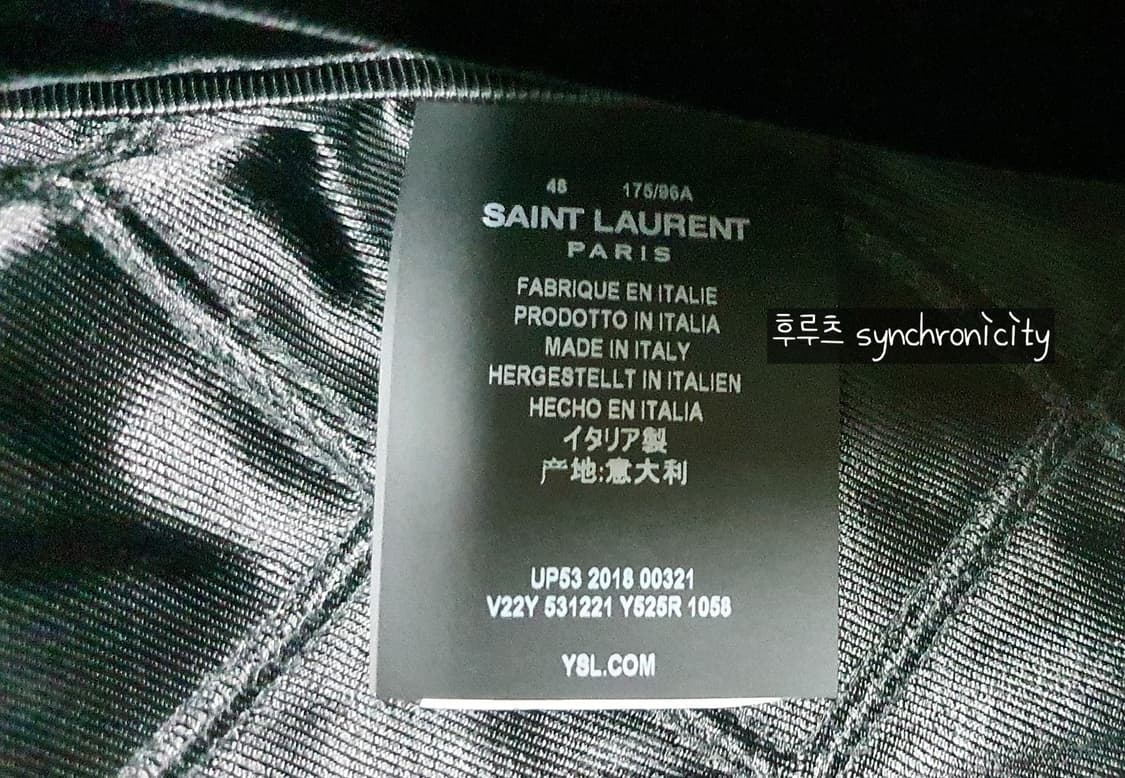 48 175/96A
SAINT LAURENT
PARIS
FABRIQUE EN ITALIE
PRODOTTO IN ITALIA
MADE IN ITALY
HERGESTELLT IN ITALIEN
HECHO EN ITALIA
イタリア製
产地:意大利
후루츠 synchronicity
UP53 2018 00321
V22Y 531221 Y525R 1058
YSL.COM